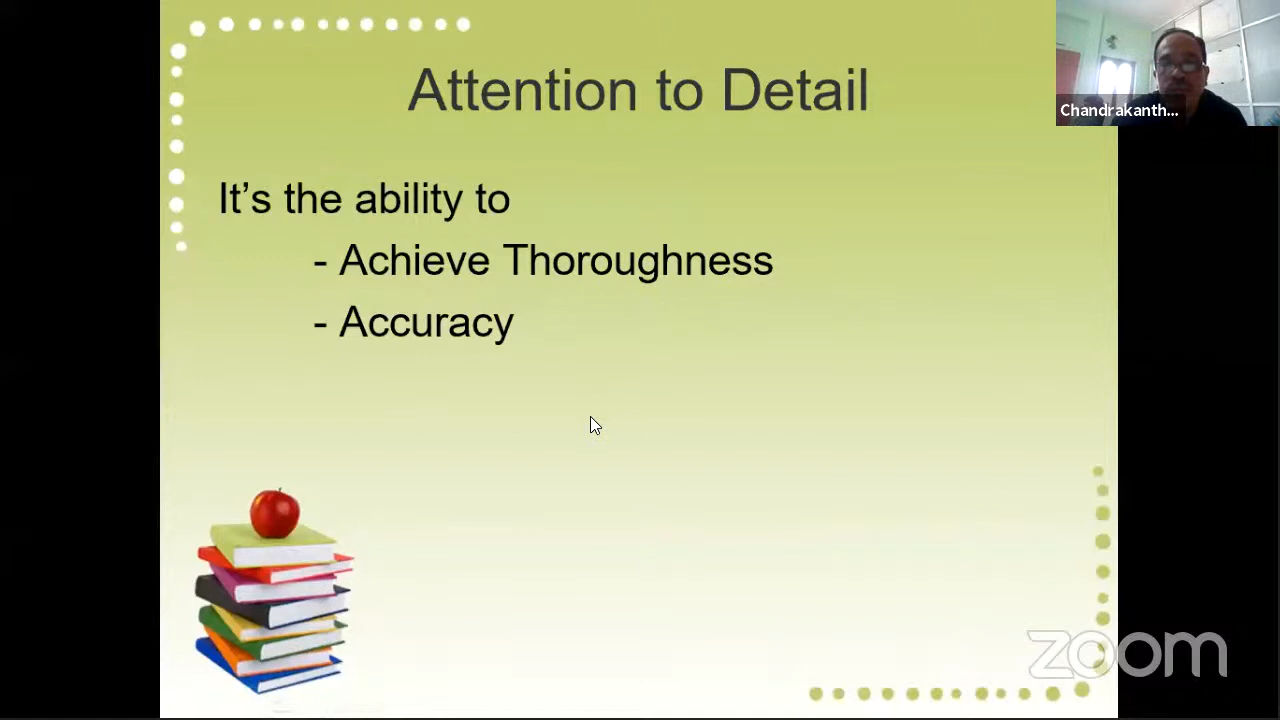 Attention to Detail
Chandrakanth...
It’s the ability to
- Achieve Thoroughness
- Accuracy
zoom